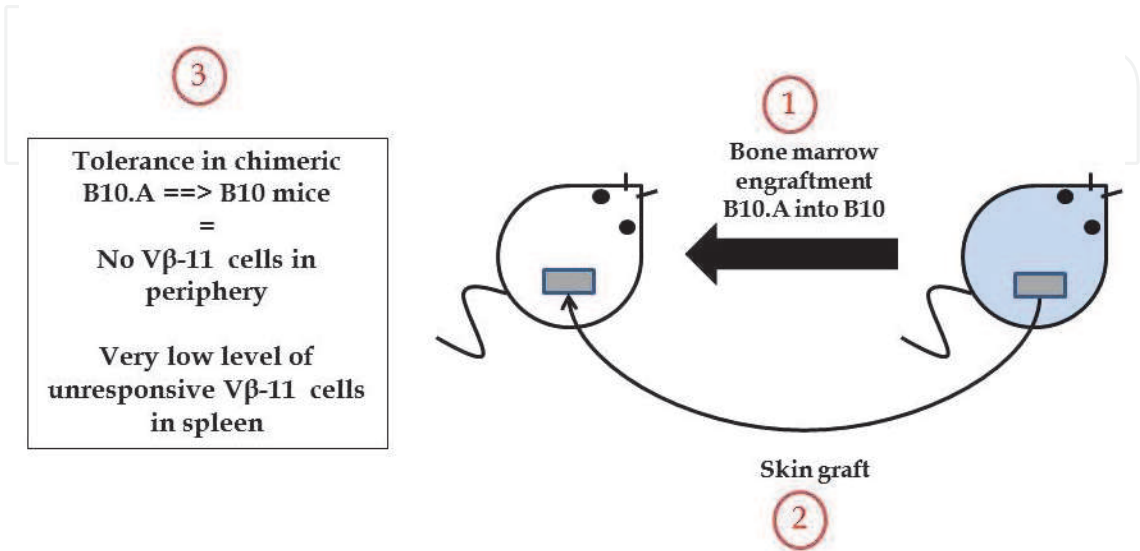 3
Tolerance in chimeric
B10.A ==> B10 mice
=
No Vβ-11 cells in
periphery
Very low level of
unresponsive Vβ-11 cells
in spleen
1
Bone marrow
engraftment
B10.A into B10
Skin graft
2